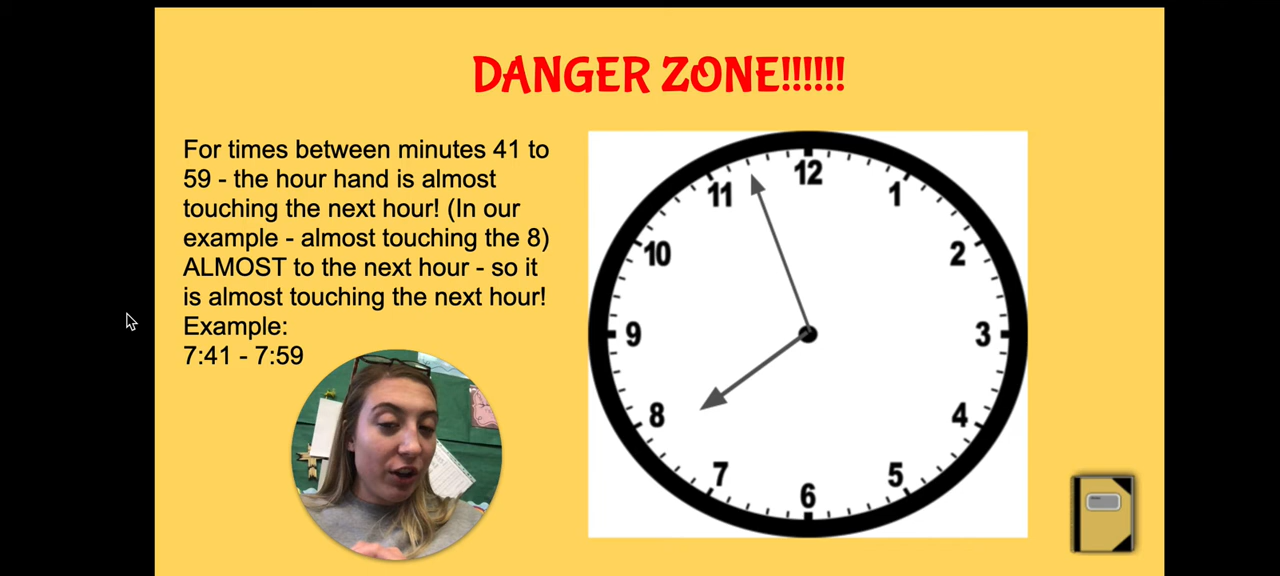 DANGER ZONE!!!!!!
For times between minutes 41 to
59 - the hour hand is almost
touching the next hour! (In our
example - almost touching the 8)
ALMOST to the next hour - so it
is almost touching the next hour!
Example:
7:41 - 7:59
12
1
2
3
4
5
6
7
8
9
10
11